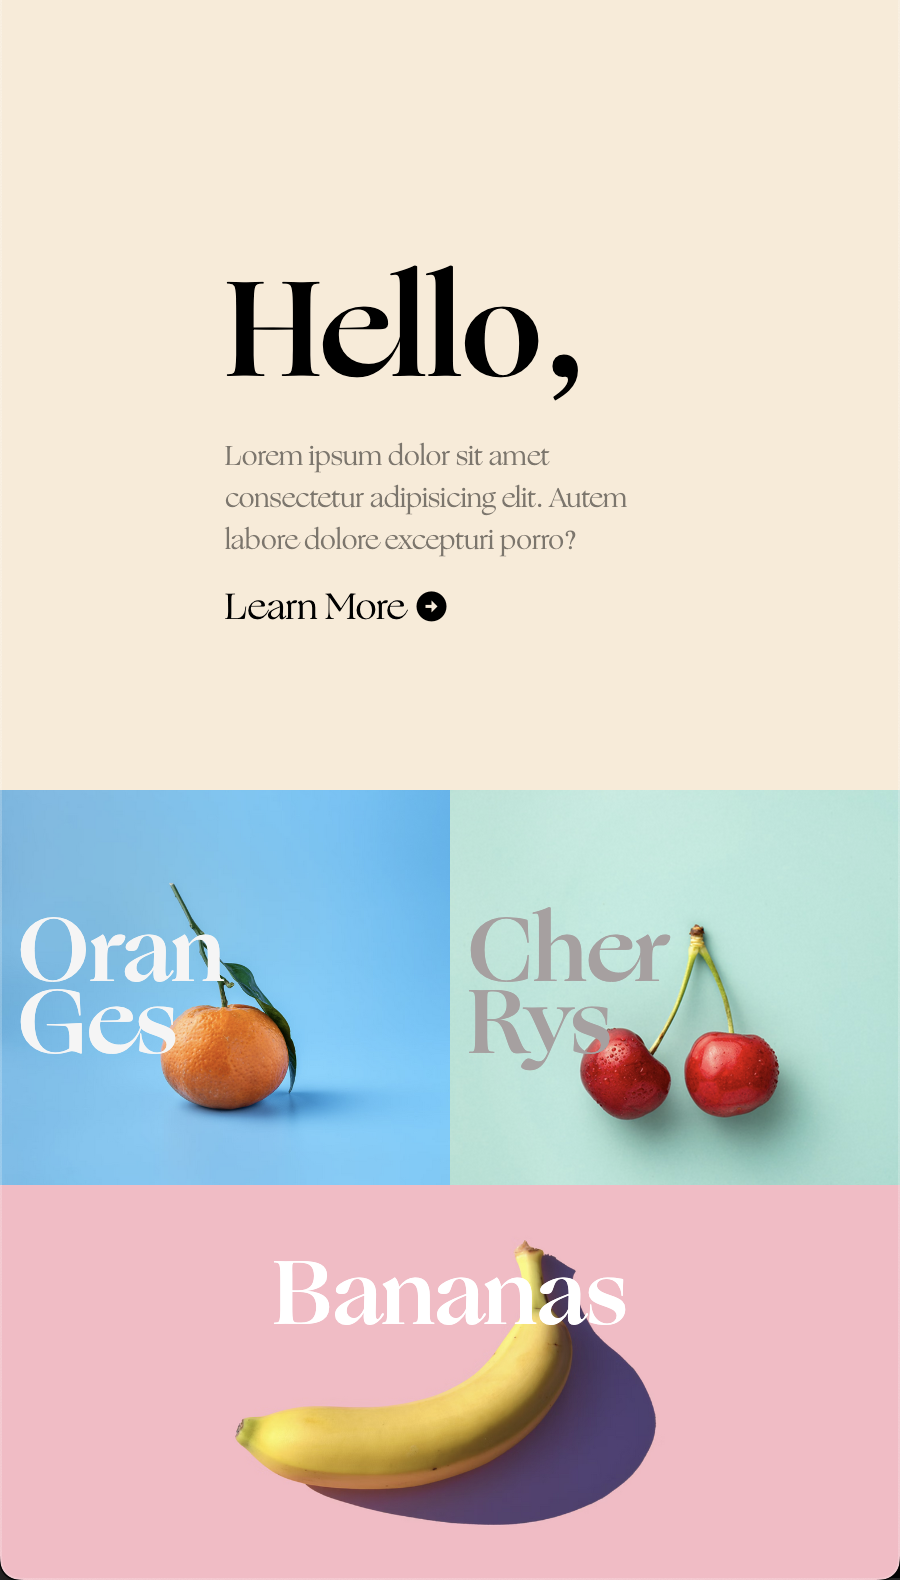 Hello,
Lorem ipsum dolor sit amet
consectetur adipisicing elit. Autem
labore dolore excepturi porro?
Learn More
Oran
Ges
Cher
Rys
Bananas